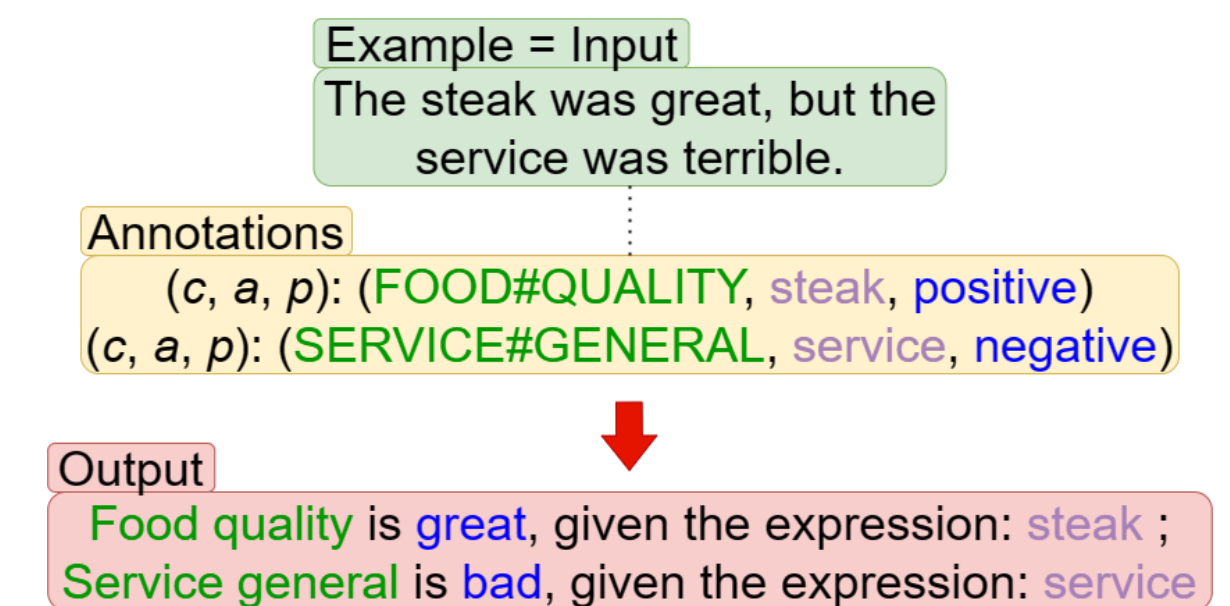 Example = Input
The steak was great, but the
service was terrible.
Annotations
(c, a, p): (FOOD#QUALITY, steak, positive)
(c, a, p): (SERVICE#GENERAL, service, negative)
Output
Food quality is great, given the expression: steak ;
Service general is bad, given the expression: service